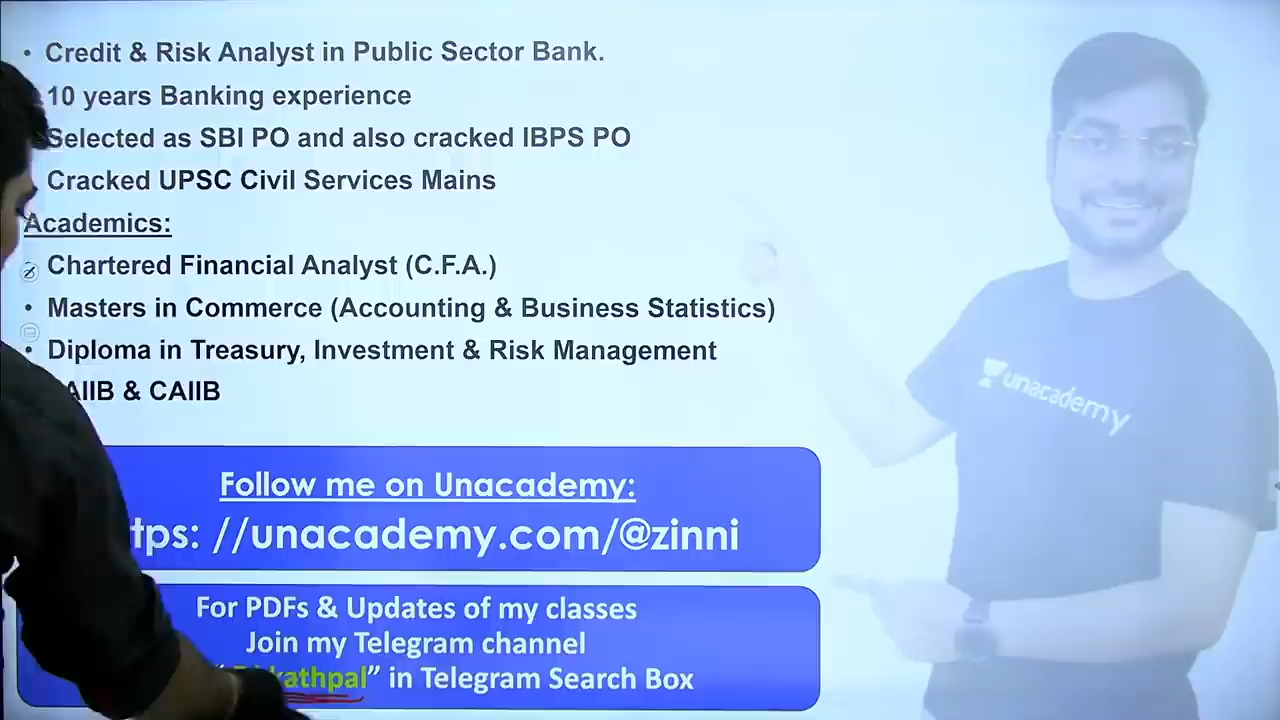 Credit & Risk Analyst in Public Sector Bank.
10 years Banking experience
Selected as SBI PO and also cracked IBPS PO
Cracked UPSC Civil Services Mains
Academics:
Chartered Financial Analyst (C.F.A.)
Masters in Commerce (Accounting & Business Statistics)
Diploma in Treasury, Investment & Risk Management
& CAIIB
unacademy
Follow me on Unacademy:
//unacademy.com/@zinni
For PDFs & Updates of my classes
Join my Telegram channel
in Telegram Search Box